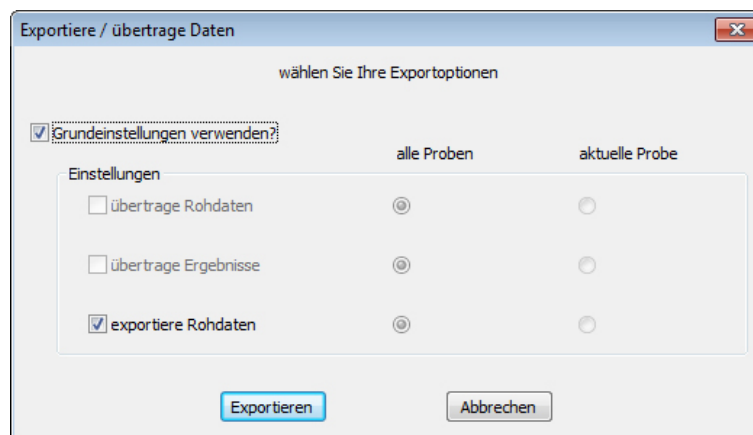 Exportiere / übertrage Daten
wählen Sie Ihre Exportoptionen
Grundeinstellungen verwenden?
alle Proben aktuelle Probe
Einstellungen
übertrage Rohdaten
übertrage Ergebnisse
exportiere Rohdaten
Exportieren Abbrechen